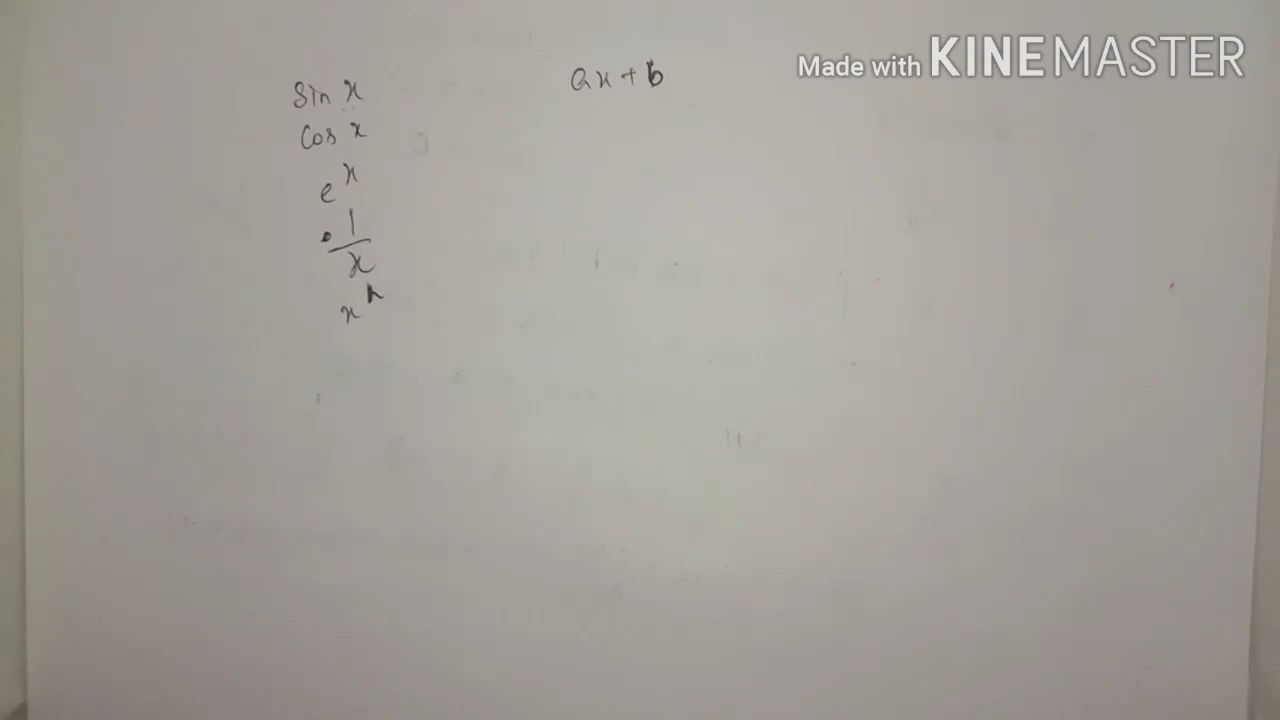 Made with KINEMASTER
sin x
ax + b
cos x
e^x
1/x
x^n